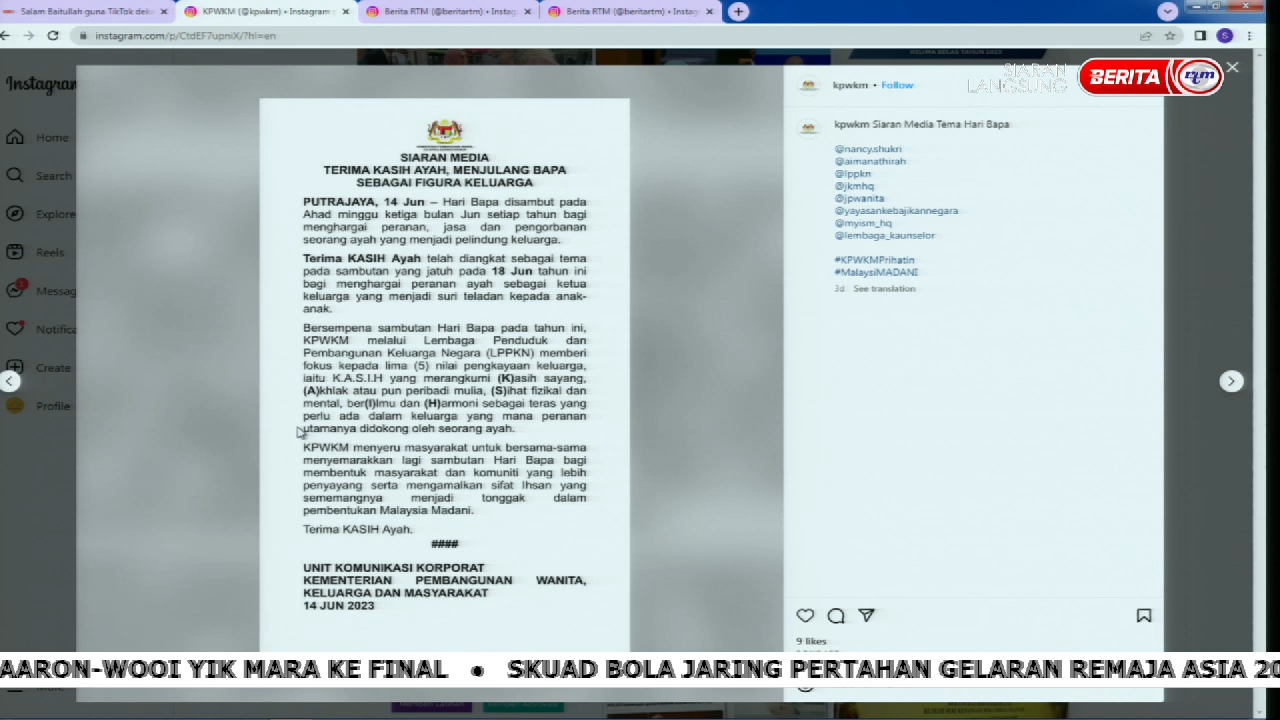 Salam Baitullah guna TikTok deka
KPWKM (@kpwkm) • Instagram
Berita RTM (@beritartm) • Instag
Berita RTM (@beritartm) • Instag
instagram.com/p/CtdEF7upniX/?hl=en
SIARAN
LANGSUNG
BERITA rtm
Instagram
Home
Search
Explore
Reels
Messag
Notifica
Create
Profile
SIARAN MEDIA
TERIMA KASIH AYAH, MENJULANG BAPA
SEBAGAI FIGURA KELUARGA
PUTRAJAYA, 14 Jun – Hari Bapa disambut pada
Ahad minggu ketiga bulan Jun setiap tahun bagi
menghargai peranan, jasa dan pengorbanan
seorang ayah yang menjadi pelindung keluarga.
Terima KASIH Ayah telah diangkat sebagai tema
pada sambutan yang jatuh pada 18 Jun tahun ini
bagi menghargai peranan ayah sebagai ketua
keluarga yang menjadi suri teladan kepada anak-
anak.
Bersempena sambutan Hari Bapa pada tahun ini,
KPWKM melalui Lembaga Penduduk dan
Pembangunan Keluarga Negara (LPPKN) memberi
fokus kepada lima (5) nilai pengkayaan keluarga,
iaitu K.A.S.I.H yang merangkumi (K)asih sayang,
(A)khlak atau pun peribadi mulia, (S)ihat fizikal dan
mental, ber(I)lmu dan (H)armoni sebagai teras yang
perlu ada dalam keluarga yang mana peranan
utamanya didokong oleh seorang ayah.
KPWKM menyeru masyarakat untuk bersama-sama
menyemarakkan lagi sambutan Hari Bapa bagi
membentuk masyarakat dan komuniti yang lebih
penyayang serta mengamalkan sifat Ihsan yang
sememangnya menjadi tonggak dalam
pembentukan Malaysia Madani.
Terima KASIH Ayah.
####
UNIT KOMUNIKASI KORPORAT
KEMENTERIAN PEMBANGUNAN WANITA,
KELUARGA DAN MASYARAKAT
14 JUN 2023
kpwkm • Follow
kpwkm Siaran Media Tema Hari Bapa
@nancy.shukri
@aimanathirah
@lppkn
@jkmhq
@jpwanita
@yayasankebajikannegara
@myism_hq
@lembaga_kaunselor
#KPWKMPrihatin
#MalaysiMADANI
3d See translation
9 likes
AARON-WOOI YIK MARA KE FINAL • SKUAD BOLA JARING PERTAHAN GELARAN REMAJA ASIA 20